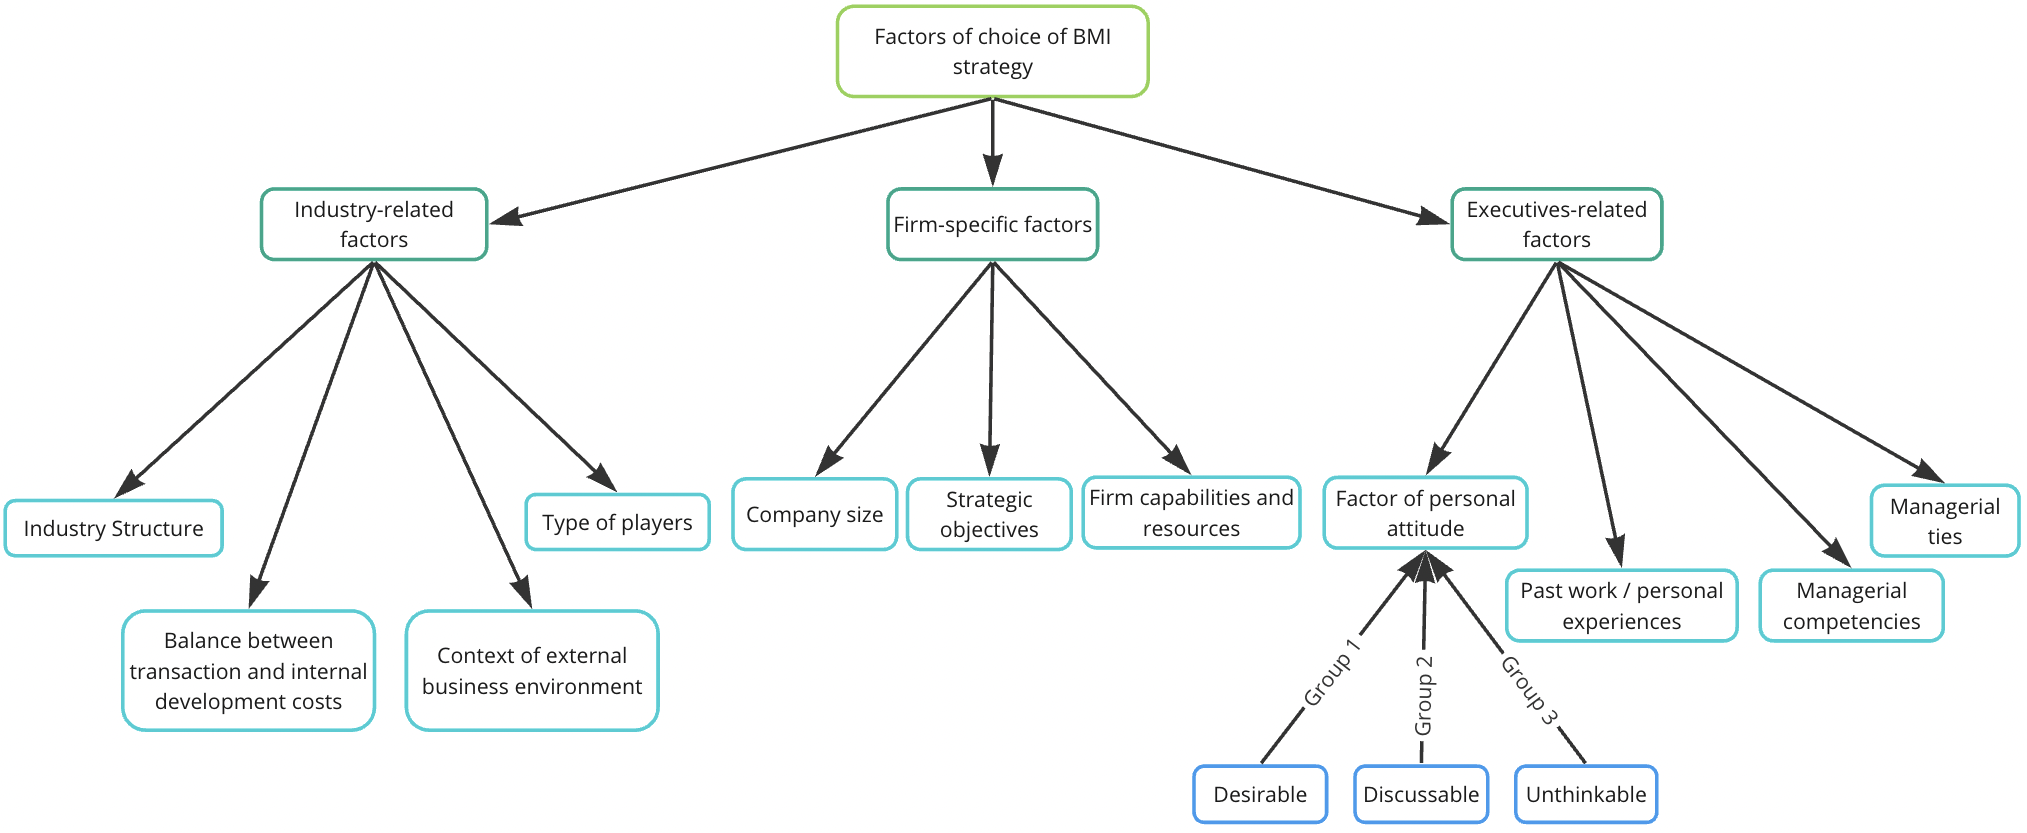 Factors of choice of BMI
strategy
Industry-related
factors
Firm-specific factors
Executives-related
factors
Industry Structure
Balance between
transaction and internal
development costs
Context of external
business environment
Type of players
Company size
Strategic
objectives
Firm capabilities and
resources
Factor of personal
attitude
Past work / personal
experiences
Managerial
competencies
Managerial
ties
Group 1
Group 2
Group 3
Desirable
Discussable
Unthinkable